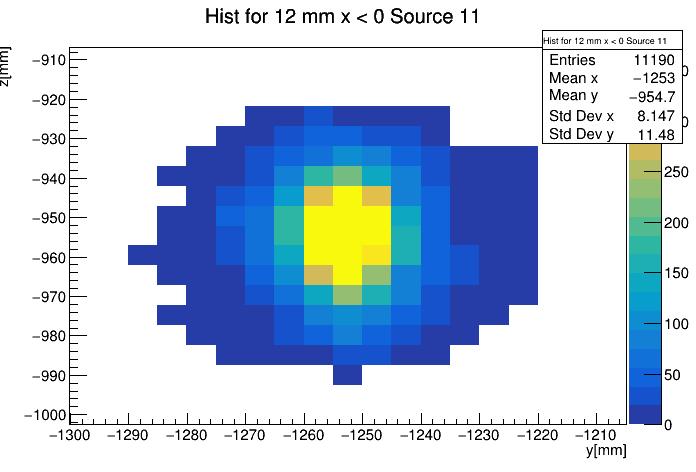 Hist for 12 mm x < 0 Source 11
z[mm]
−910
−920
−930
−940
−950
−960
−970
−980
−990
−1000
−1300 −1290 −1280 −1270 −1260 −1250 −1240 −1230 −1220 −1210
y[mm]
Hist for 12 mm x < 0 Source 11
Entries 11190
Mean x −1253
Mean y −954.7
Std Dev x 8.147
Std Dev y 11.48
250
200
150
100
50
0